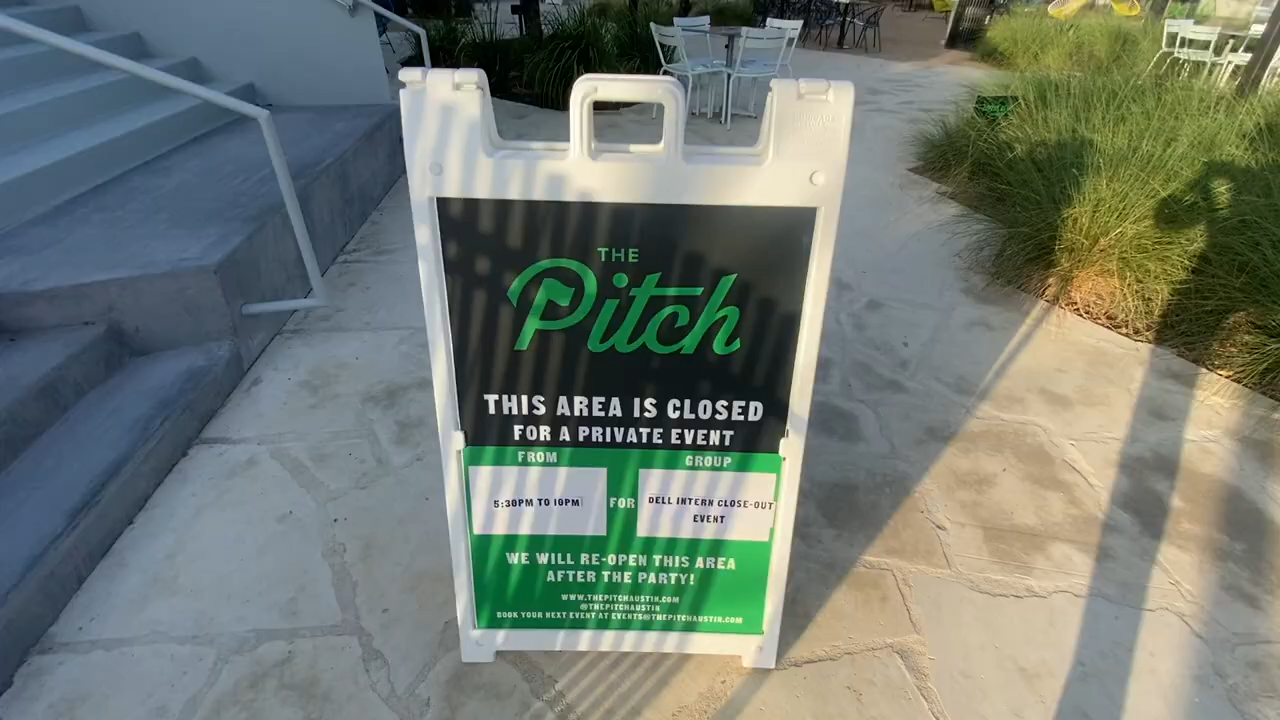 THE
Pitch
THIS AREA IS CLOSED
FOR A PRIVATE EVENT
FROM
GROUP
5:30PM TO 10PM
FOR
DELL INTERN CLOSE-OUT
EVENT
WE WILL RE-OPEN THIS AREA
AFTER THE PARTY!
WWW.THEPITCHAUSTIN.COM
@THEPITCHAUSTIN
BOOK YOUR NEXT EVENT AT EVENTS@THEPITCHAUSTIN.COM